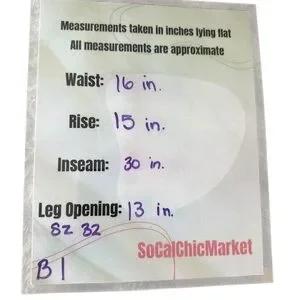 Measurements taken in inches lying flat
All measurements are approximate
Waist: 16 in.
Rise: 15 in.
Inseam: 30 in.
Leg Opening: 13 in.
SZ 32
SoCalChicMarket
B1